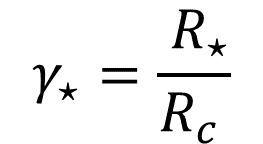 γ⋆ = R⋆ / R_c